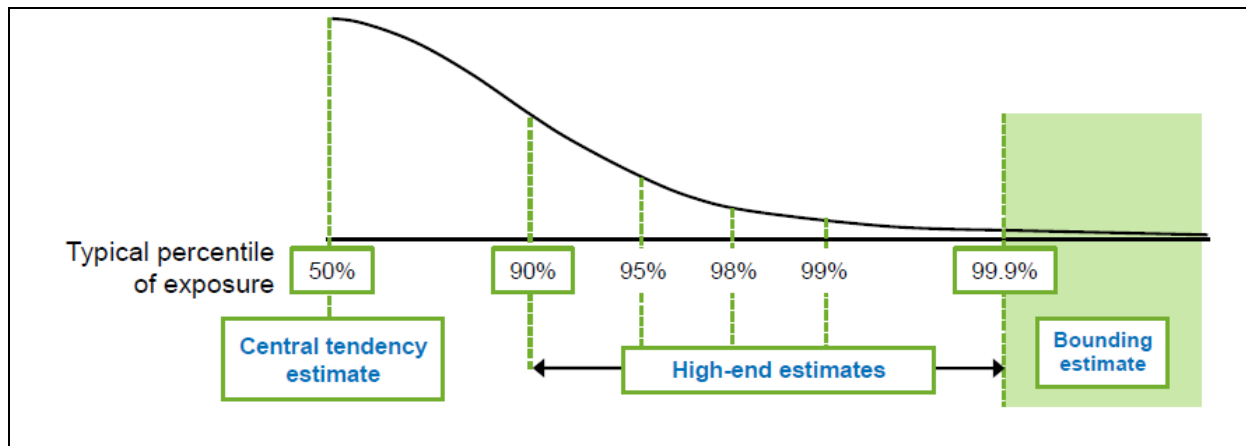 Typical percentile
of exposure
50%
90%
95%
98%
99%
99.9%
Central tendency
estimate
High-end estimates
Bounding
estimate